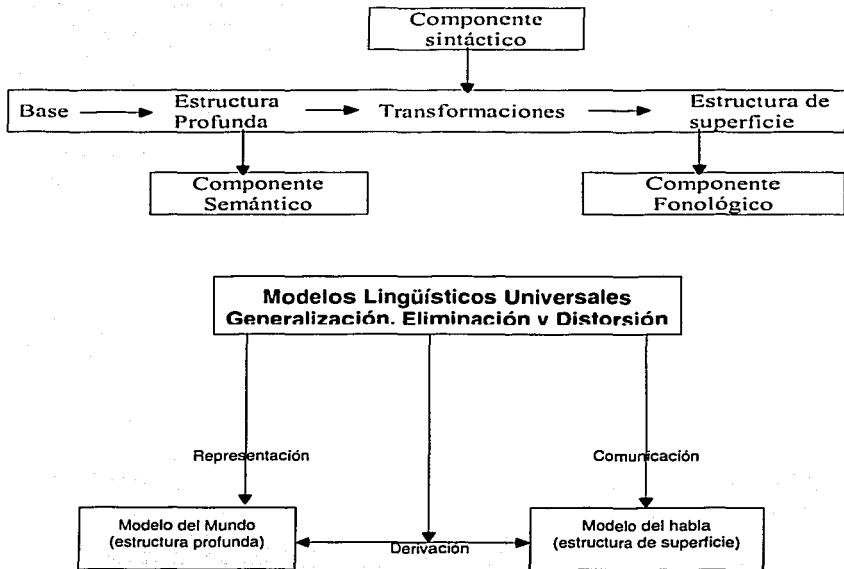 Componente
sintáctico
Base Estructura Profunda Transformaciones Estructura de superficie
Componente
Semántico
Componente
Fonológico
Modelos Lingüísticos Universales
Generalización. Eliminación y Distorsión
Representación
Comunicación
Modelo del Mundo
(estructura profunda)
Derivación
Modelo del habla
(estructura de superficie)